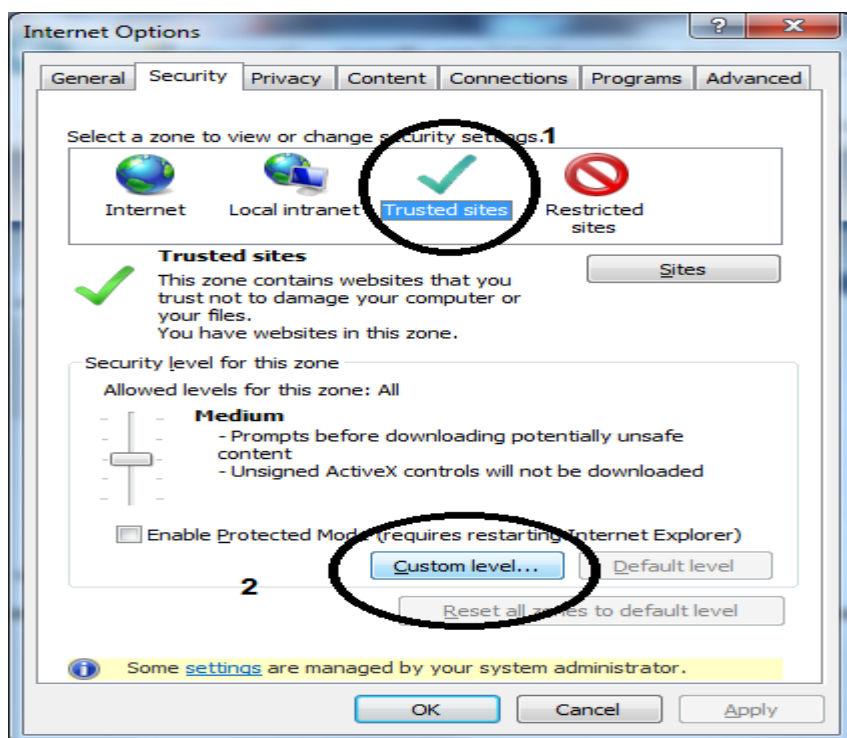 Internet Options
?
X
General Security Privacy Content Connections Programs Advanced
Select a zone to view or change security settings.1
Internet Local intranet Trusted sites Restricted
sites
Trusted sites
This zone contains websites that you
trust not to damage your computer or
your files.
You have websites in this zone.
Sites
Security level for this zone
Allowed levels for this zone: All
Medium
- Prompts before downloading potentially unsafe
content
- Unsigned ActiveX controls will not be downloaded
Enable Protected Mode (requires restarting Internet Explorer)
Custom level... Default level
2
Reset all zones to default level
Some settings are managed by your system administrator.
OK Cancel Apply